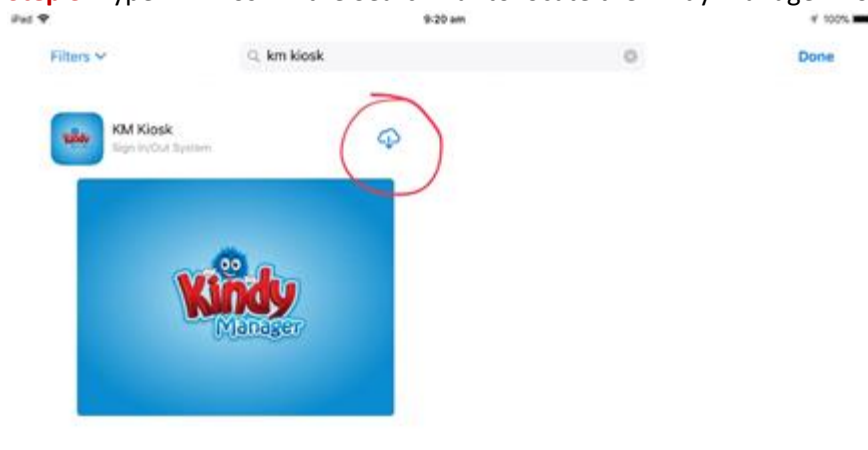 iPad 9:20 am 100%
Filters km kiosk Done
KM Kiosk
Sign In/Out System
Kindy
Manager